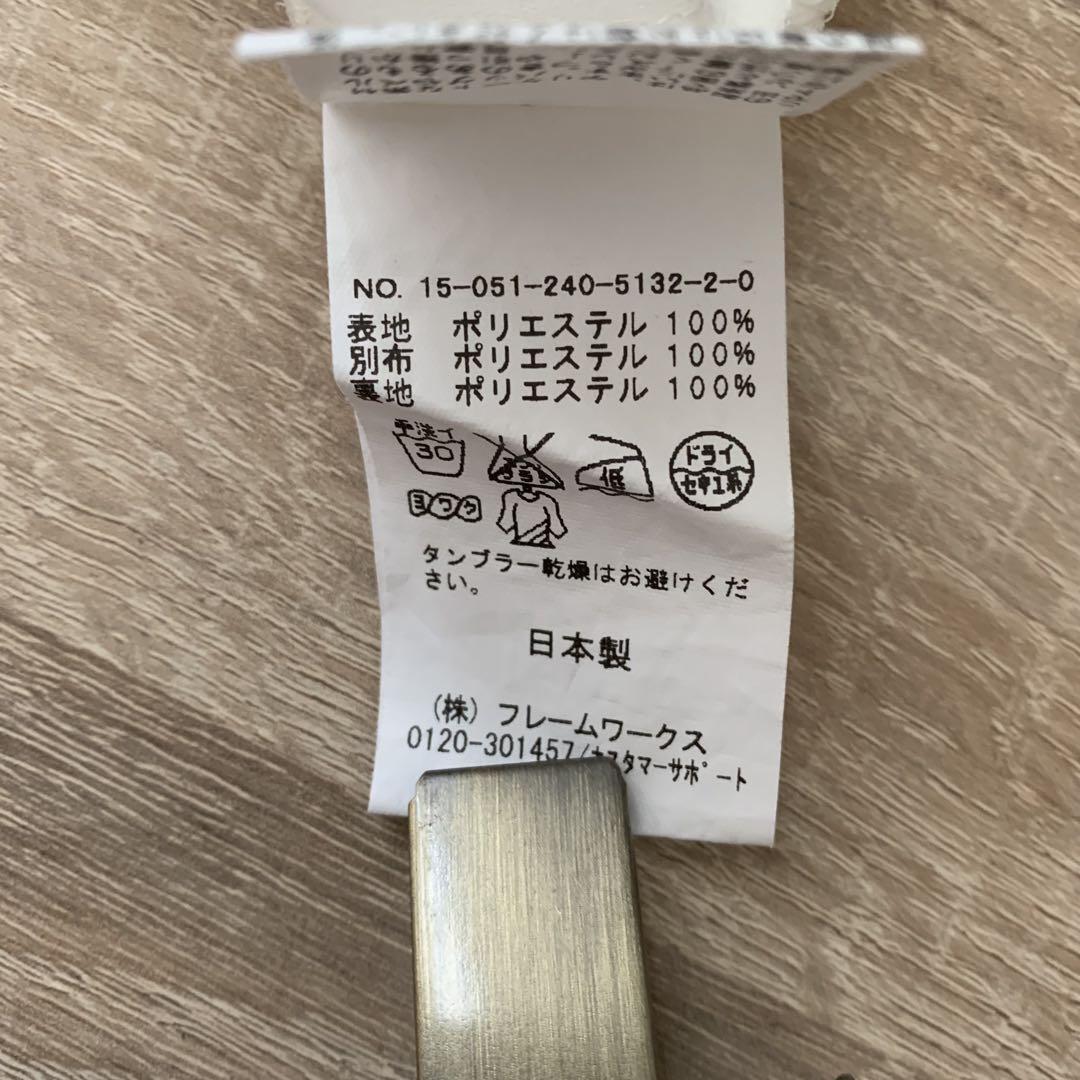 NO. 15-051-240-5132-2-0
表地 ポリエステル 100%
別布 ポリエステル 100%
裏地 ポリエステル 100%
手洗イ
30
ヨワク
低
ドライ
セキユ系
タンブラー乾燥はお避けくだ
さい。
日本製
(株) フレームワークス
0120-301457/カスタマーサポート